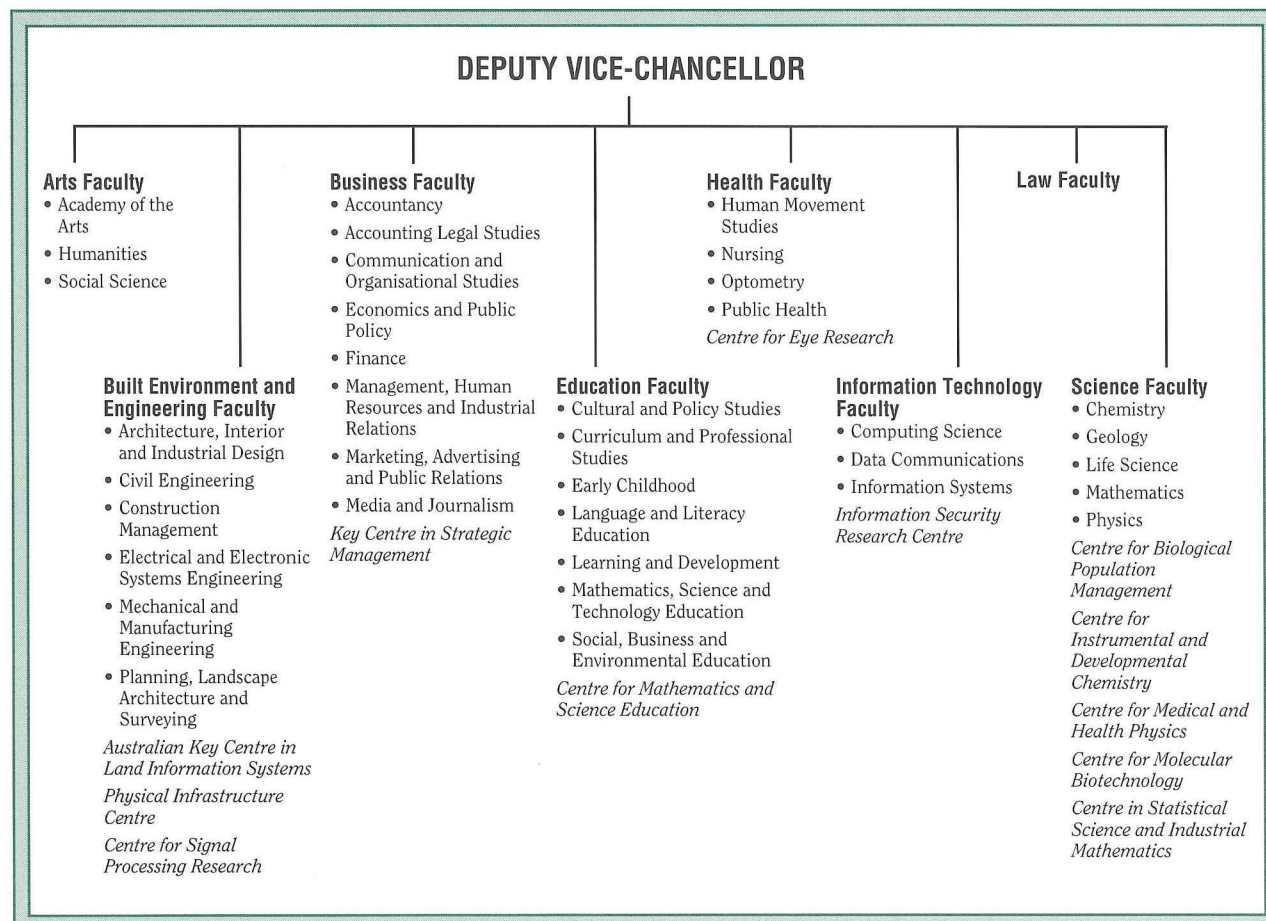 DEPUTY VICE-CHANCELLOR
Arts Faculty
• Academy of the
Arts
• Humanities
• Social Science
Built Environment and
Engineering Faculty
• Architecture, Interior
and Industrial Design
• Civil Engineering
• Construction
Management
• Electrical and Electronic
Systems Engineering
• Mechanical and
Manufacturing
Engineering
• Planning, Landscape
Architecture and
Surveying
Australian Key Centre in
Land Information Systems
Physical Infrastructure
Centre
Centre for Signal
Processing Research
Business Faculty
• Accountancy
• Accounting Legal Studies
• Communication and
Organisational Studies
• Economics and Public
Policy
• Finance
• Management, Human
Resources and Industrial
Relations
• Marketing, Advertising
and Public Relations
• Media and Journalism
Key Centre in Strategic
Management
Education Faculty
• Cultural and Policy Studies
• Curriculum and Professional
Studies
• Early Childhood
• Language and Literacy
Education
• Learning and Development
• Mathematics, Science and
Technology Education
• Social, Business and
Environmental Education
Centre for Mathematics and
Science Education
Health Faculty
• Human Movement
Studies
• Nursing
• Optometry
• Public Health
Centre for Eye Research
Information Technology
Faculty
• Computing Science
• Data Communications
• Information Systems
Information Security
Research Centre
Law Faculty
Science Faculty
• Chemistry
• Geology
• Life Science
• Mathematics
• Physics
Centre for Biological
Population
Management
Centre for
Instrumental and
Developmental
Chemistry
Centre for Medical and
Health Physics
Centre for Molecular
Biotechnology
Centre in Statistical
Science and Industrial
Mathematics